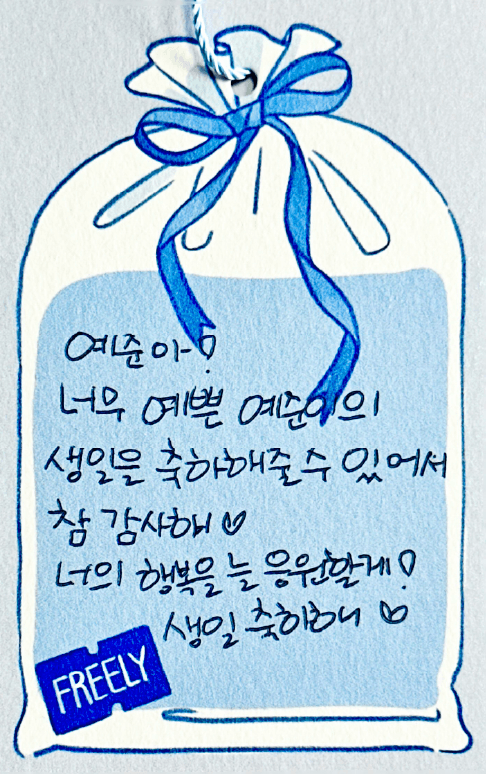 예준아♡
너무 예쁜 예준이의
생일을 축하해줄 수 있어서
참 감사해♡
너의 행복을 늘 응원할게!
생일 축하해 ♡
FREELY